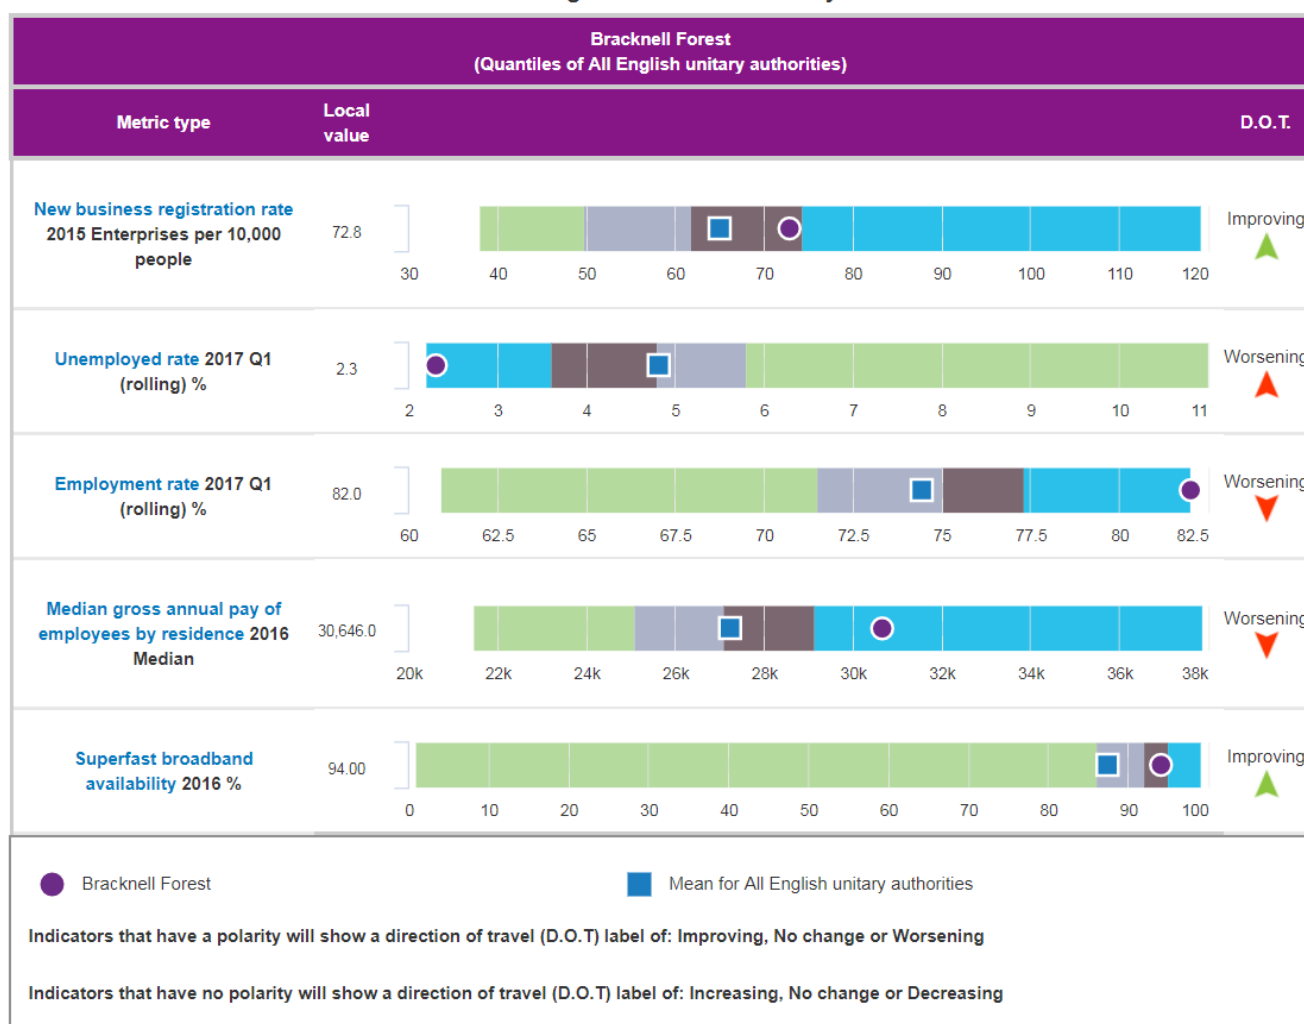 Bracknell Forest
(Quantiles of All English unitary authorities)
Metric type
Local
value
D.O.T.
New business registration rate
2015 Enterprises per 10,000
people
72.8
30 40 50 60 70 80 90 100 110 120
Improving
Unemployed rate 2017 Q1
(rolling) %
2.3
2 3 4 5 6 7 8 9 10 11
Worsening
Employment rate 2017 Q1
(rolling) %
82.0
60 62.5 65 67.5 70 72.5 75 77.5 80 82.5
Worsening
Median gross annual pay of
employees by residence 2016
Median
30,646.0
20k 22k 24k 26k 28k 30k 32k 34k 36k 38k
Worsening
Superfast broadband
availability 2016 %
94.00
0 10 20 30 40 50 60 70 80 90 100
Improving
Bracknell Forest
Mean for All English unitary authorities
Indicators that have a polarity will show a direction of travel (D.O.T) label of: Improving, No change or Worsening
Indicators that have no polarity will show a direction of travel (D.O.T) label of: Increasing, No change or Decreasing